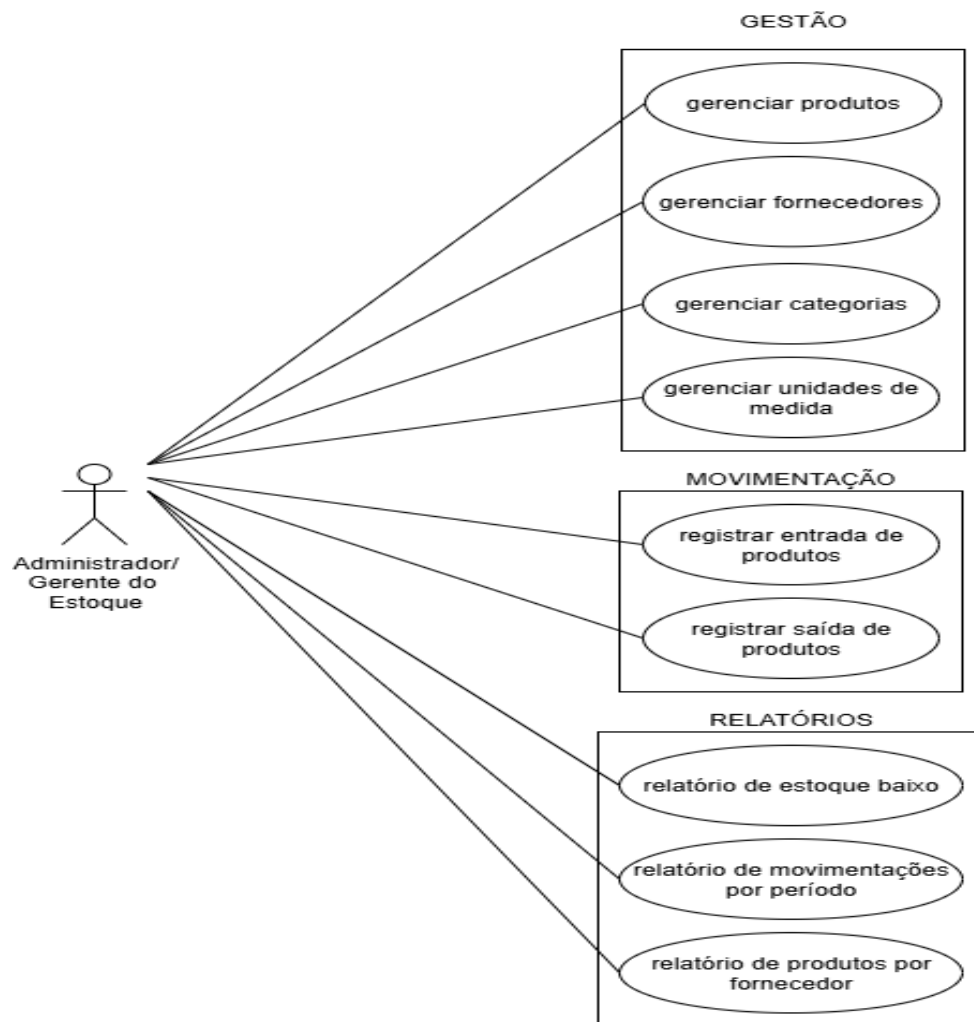 GESTÃO
gerenciar produtos
gerenciar fornecedores
gerenciar categorias
gerenciar unidades de
medida
Administrador/
Gerente do
Estoque
MOVIMENTAÇÃO
registrar entrada de
produtos
registrar saída de
produtos
RELATÓRIOS
relatório de estoque baixo
relatório de movimentações
por período
relatório de produtos por
fornecedor